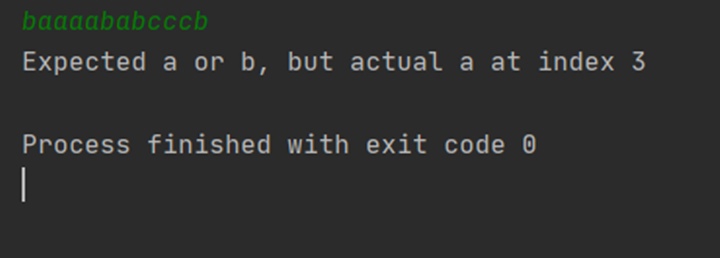 baaaababcccb
Expected a or b, but actual a at index 3
Process finished with exit code 0